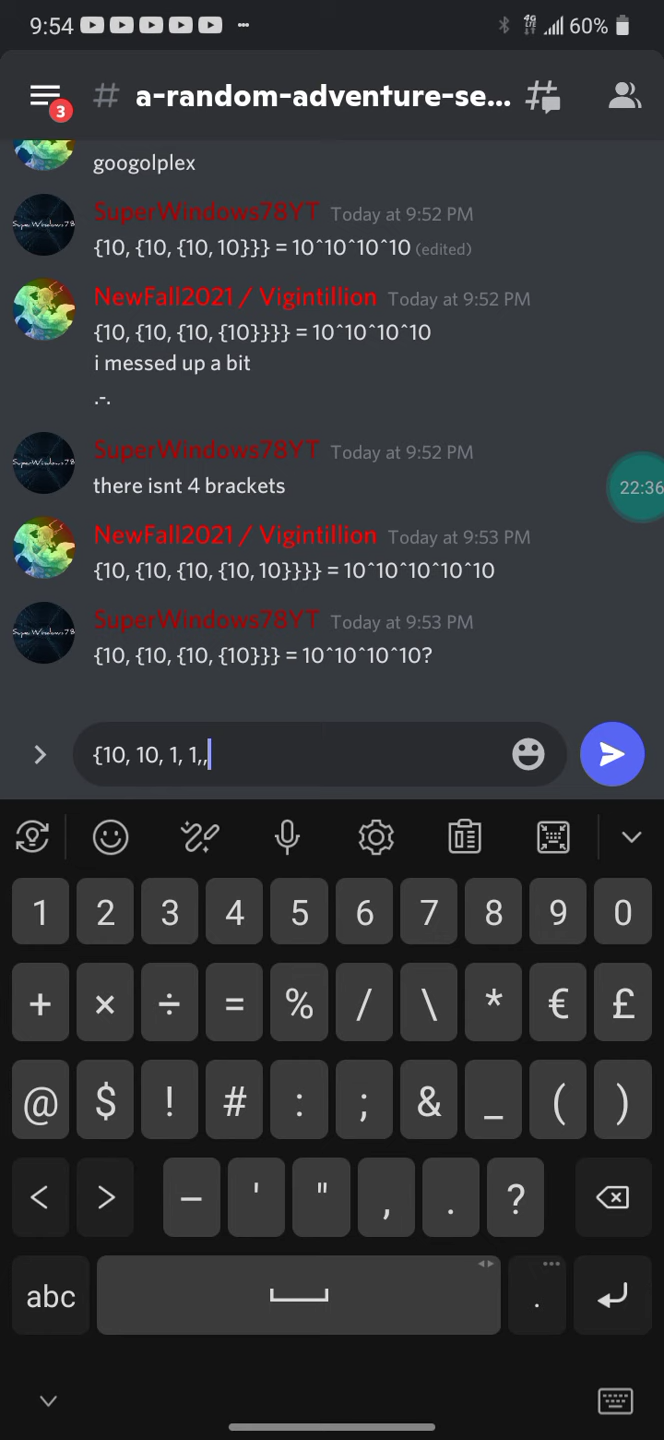 9:54 60%
3
# a-random-adventure-se...
googolplex
SuperWindows78YT Today at 9:52 PM
{10, {10, {10, 10}}} = 10^10^10^10 (edited)
NewFall2021 / Vigintillion Today at 9:52 PM
{10, {10, {10, {10}}}} = 10^10^10^10
i messed up a bit
.-.
SuperWindows78YT Today at 9:52 PM
there isnt 4 brackets
22:36
NewFall2021 / Vigintillion Today at 9:53 PM
{10, {10, {10, {10, 10}}}} = 10^10^10^10^10
SuperWindows78YT Today at 9:53 PM
{10, {10, {10, {10}}} = 10^10^10^10?
{10, 10, 1, 1,,
1 2 3 4 5 6 7 8 9 0
+ × ÷ = % / \ * € £
@ $ ! # : ; & _ ( )
< > – ' " , . ?
abc .